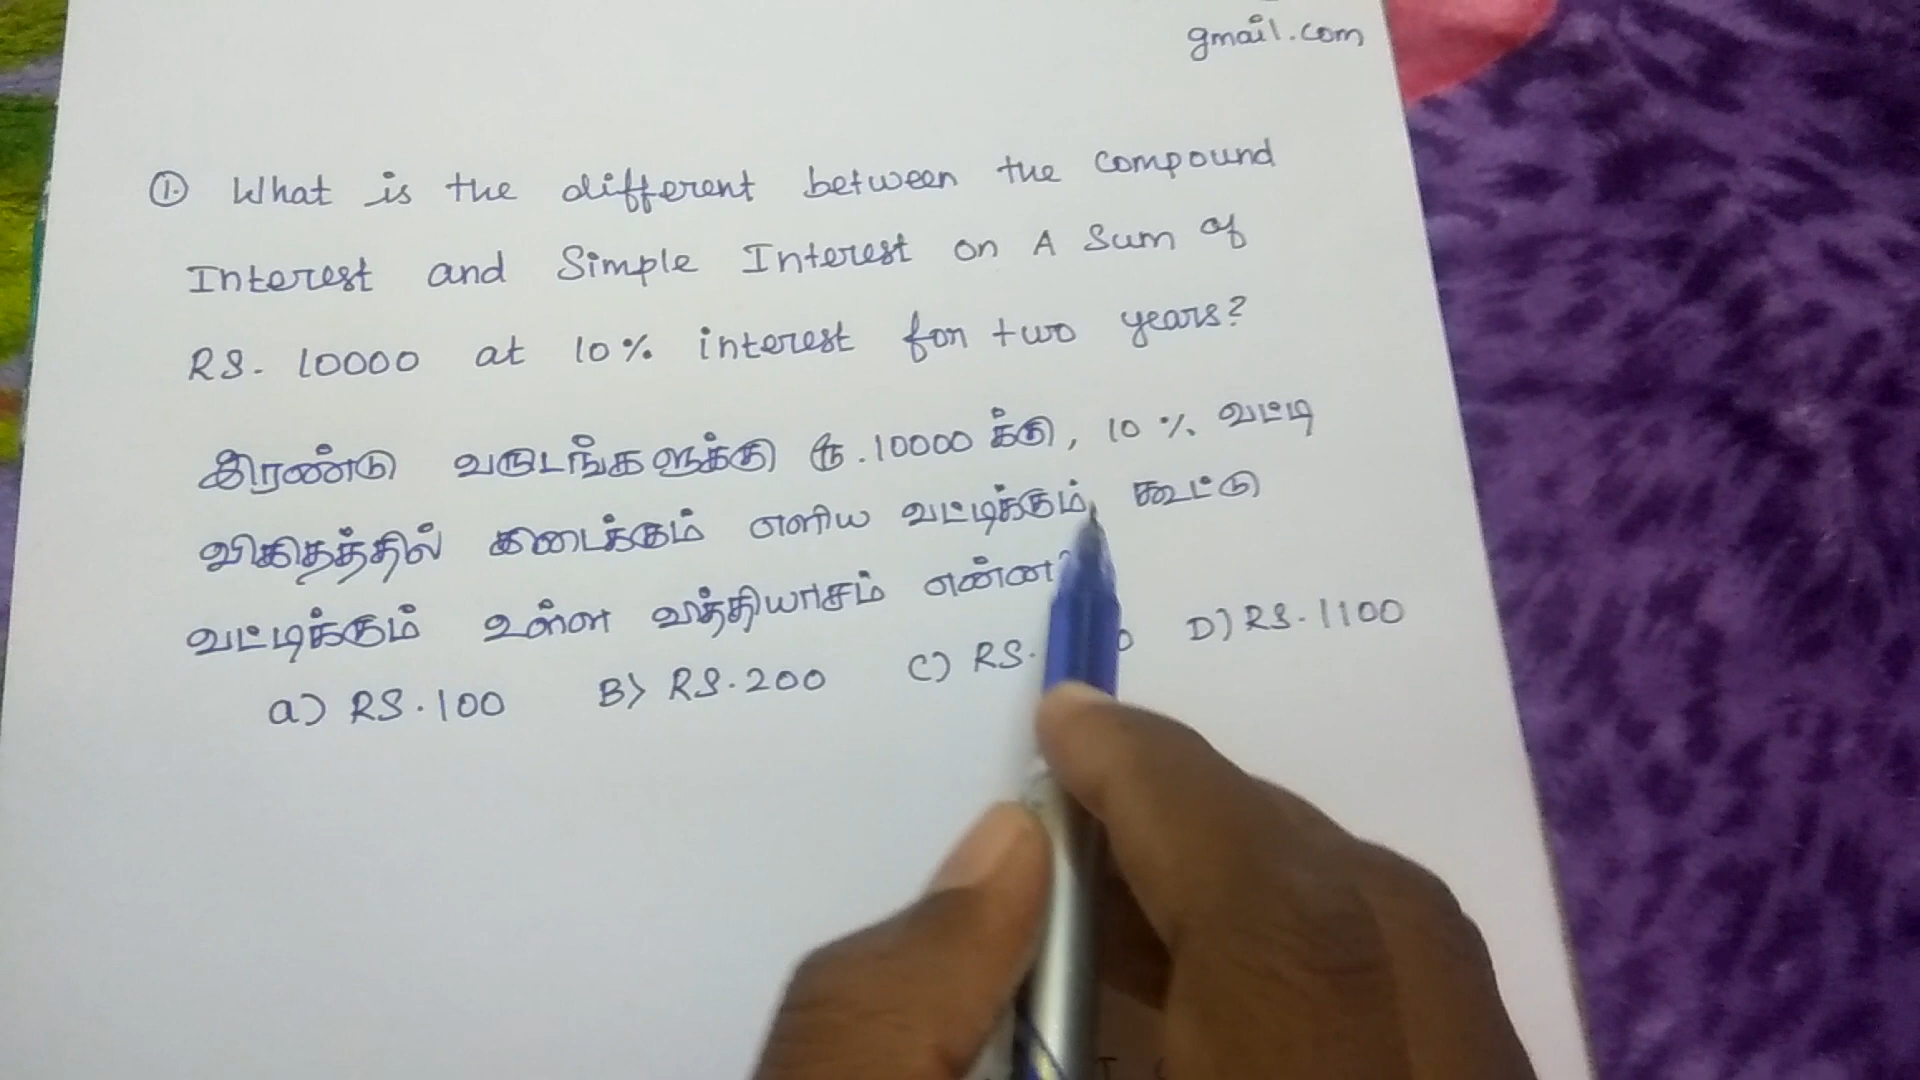 gmail.com
① What is the different between the compound
Interest and Simple Interest on A Sum of
RS. 10000 at 10% interest for two years?
இரண்டு வருடங்களுக்கு ரூ.10000 க்கு, 10 % வட்டி
விகிதத்தில் கிடைக்கும் எளிய வட்டிக்கும் கூட்டு
வட்டிக்கும் உள்ள வித்தியாசம் என்ன?
a) RS.100 B) RS.200 C) RS. D) RS.1100